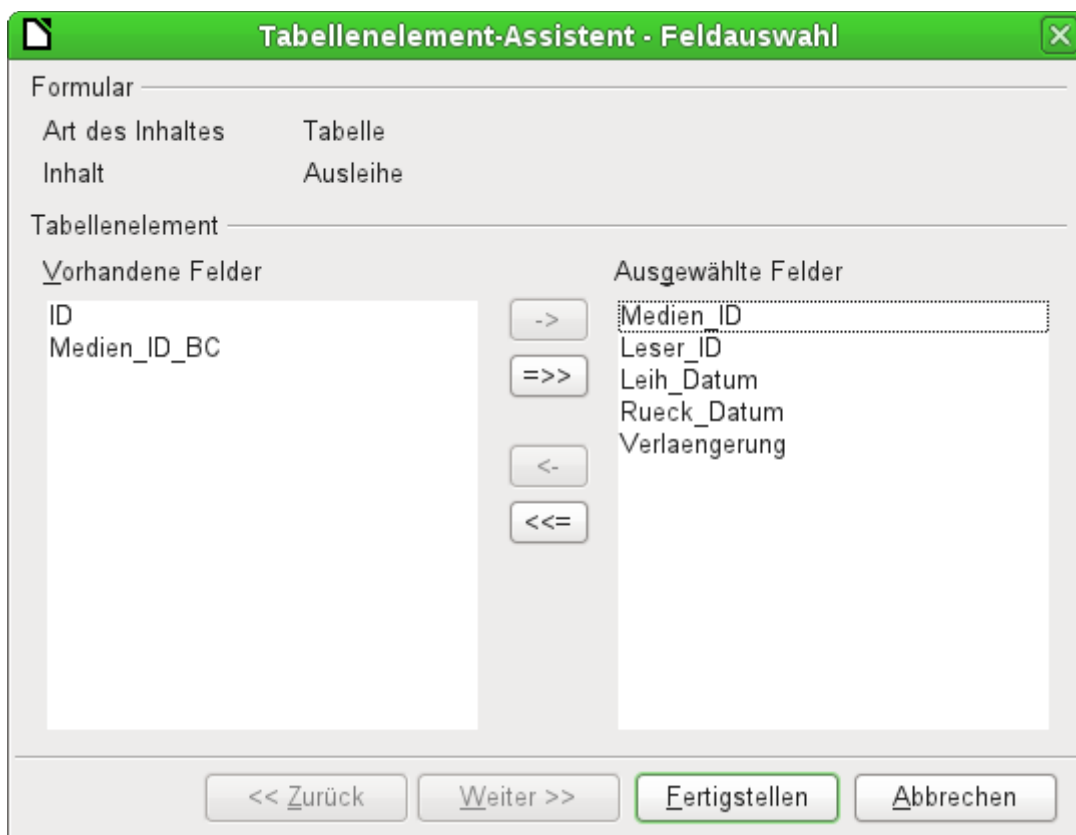 Tabellenelement-Assistent - Feldauswahl
Formular
Art des Inhaltes Tabelle
Inhalt Ausleihe
Tabellenelement
Vorhandene Felder
ID
Medien_ID_BC
->
=>>
<-
<<=
Ausgewählte Felder
Medien_ID
Leser_ID
Leih_Datum
Rueck_Datum
Verlaengerung
<< Zurück
Weiter >>
Fertigstellen
Abbrechen